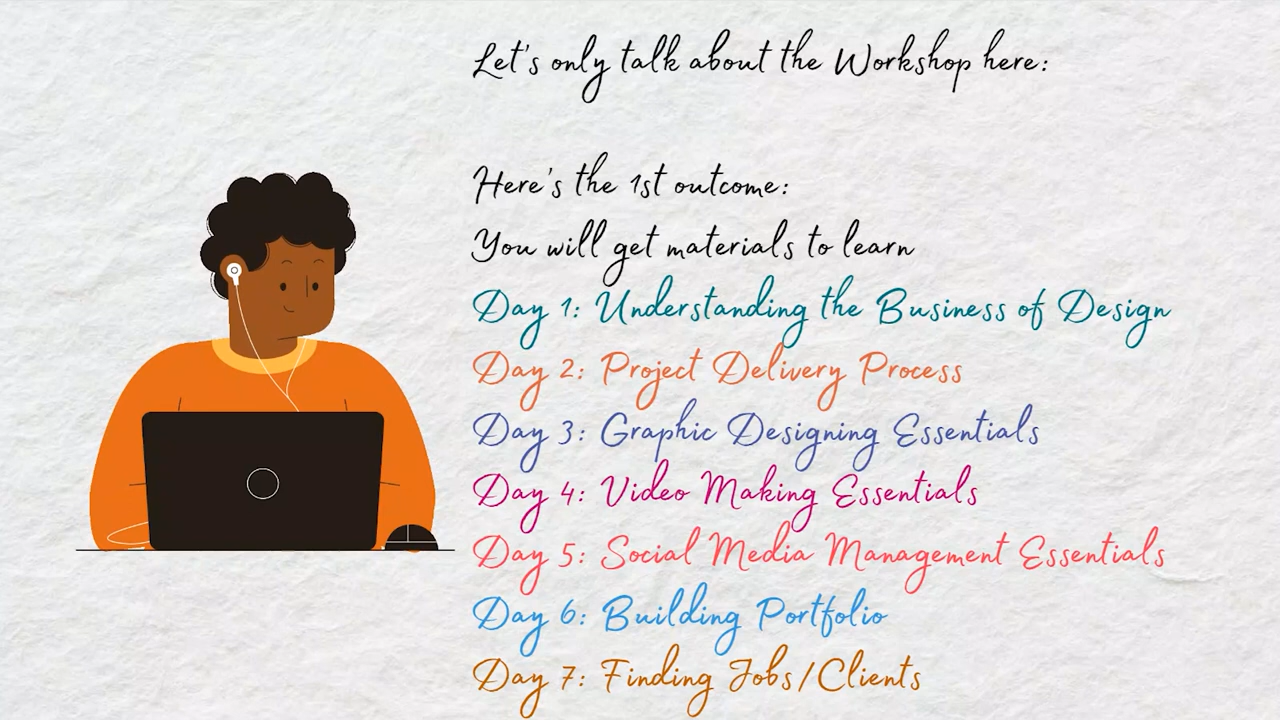 Let's only talk about the Workshop here:
Here's the 1st outcome:
You will get materials to learn
Day 1: Understanding the Business of Design
Day 2: Project Delivery Process
Day 3: Graphic Designing Essentials
Day 4: Video Making Essentials
Day 5: Social Media Management Essentials
Day 6: Building Portfolio
Day 7: Finding Jobs/Clients